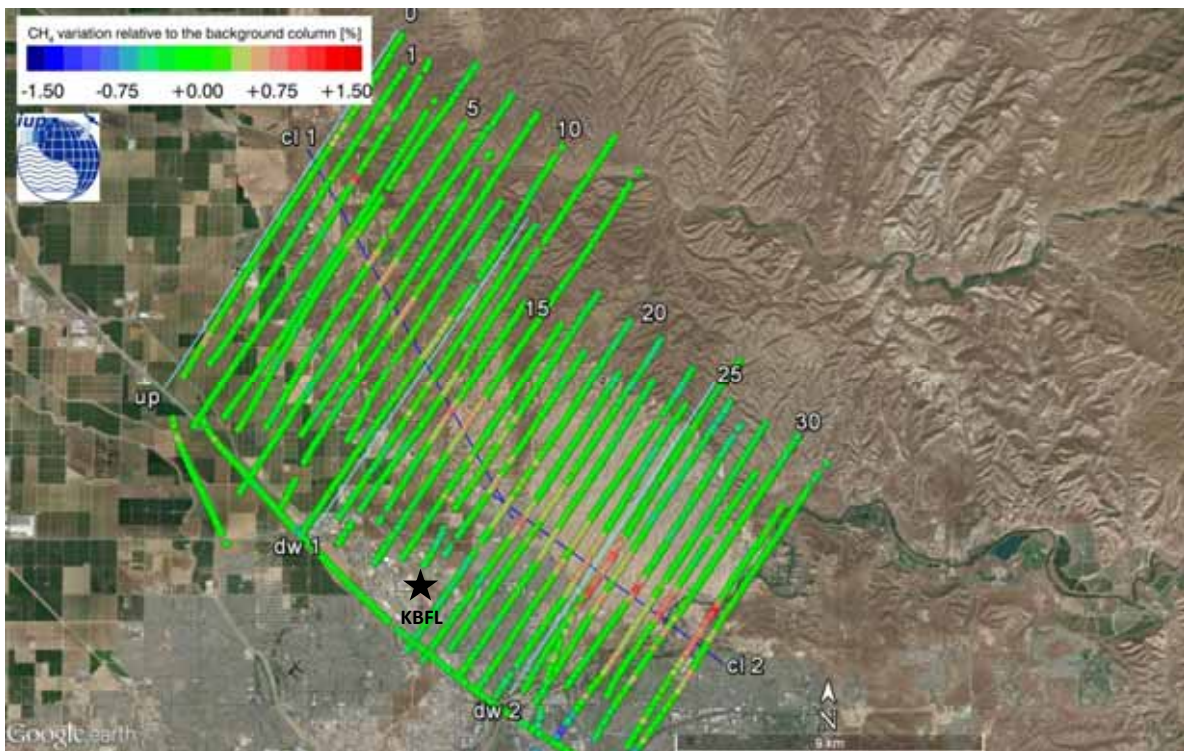 0
CH₄ variation relative to the background column [%]
1
-1.50 -0.75 +0.00 +0.75 +1.50
5
iup
cl 1
10
15
20
25
up
30
dw 1
KBFL
cl 2
dw 2
N
Google earth
9 km